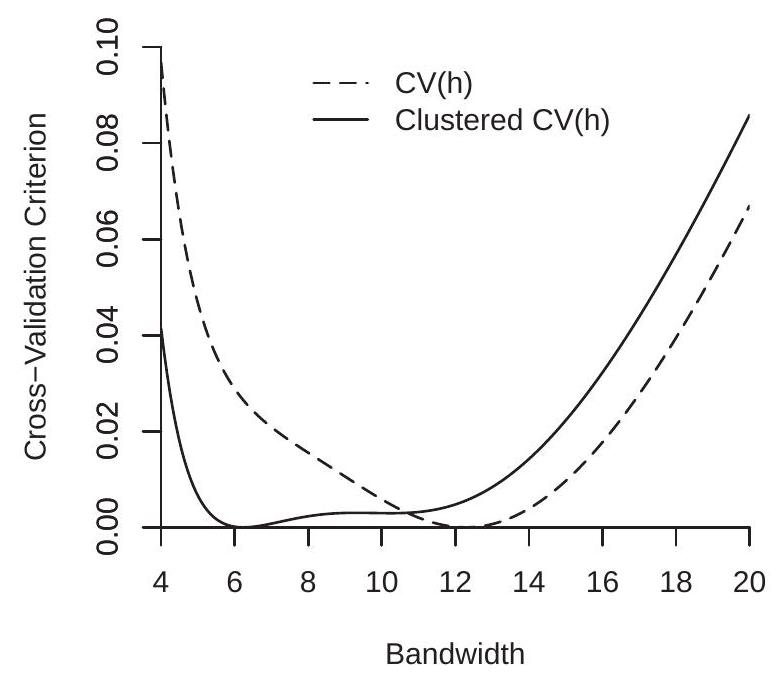 CV(h)
Clustered CV(h)
Cross−Validation Criterion
0.10
0.08
0.06
0.04
0.02
0.00
4 6 8 10 12 14 16 18 20
Bandwidth